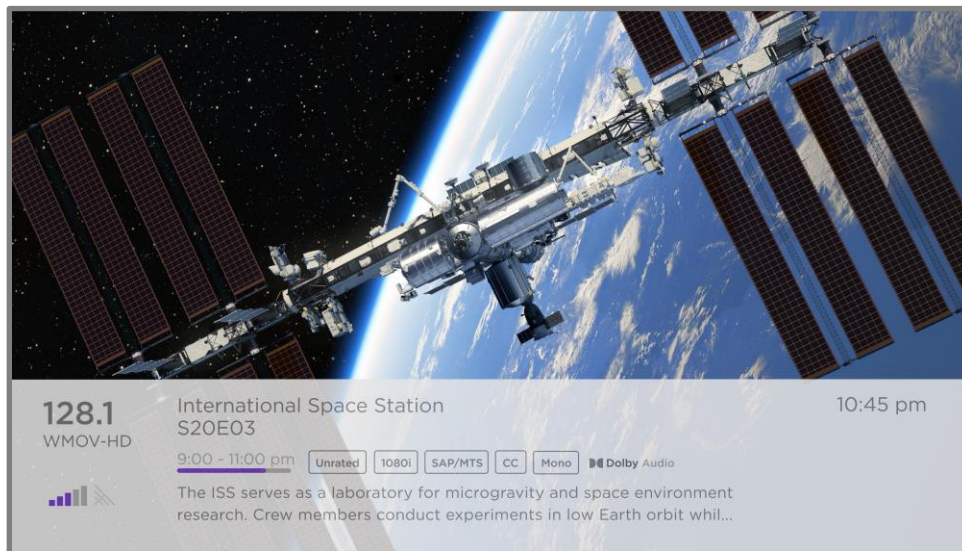 128.1
WMOV-HD
International Space Station
S20E03
10:45 pm
9:00 - 11:00 pm
Unrated
1080i
SAP/MTS
CC
Mono
Dolby Audio
The ISS serves as a laboratory for microgravity and space environment
research. Crew members conduct experiments in low Earth orbit whil...